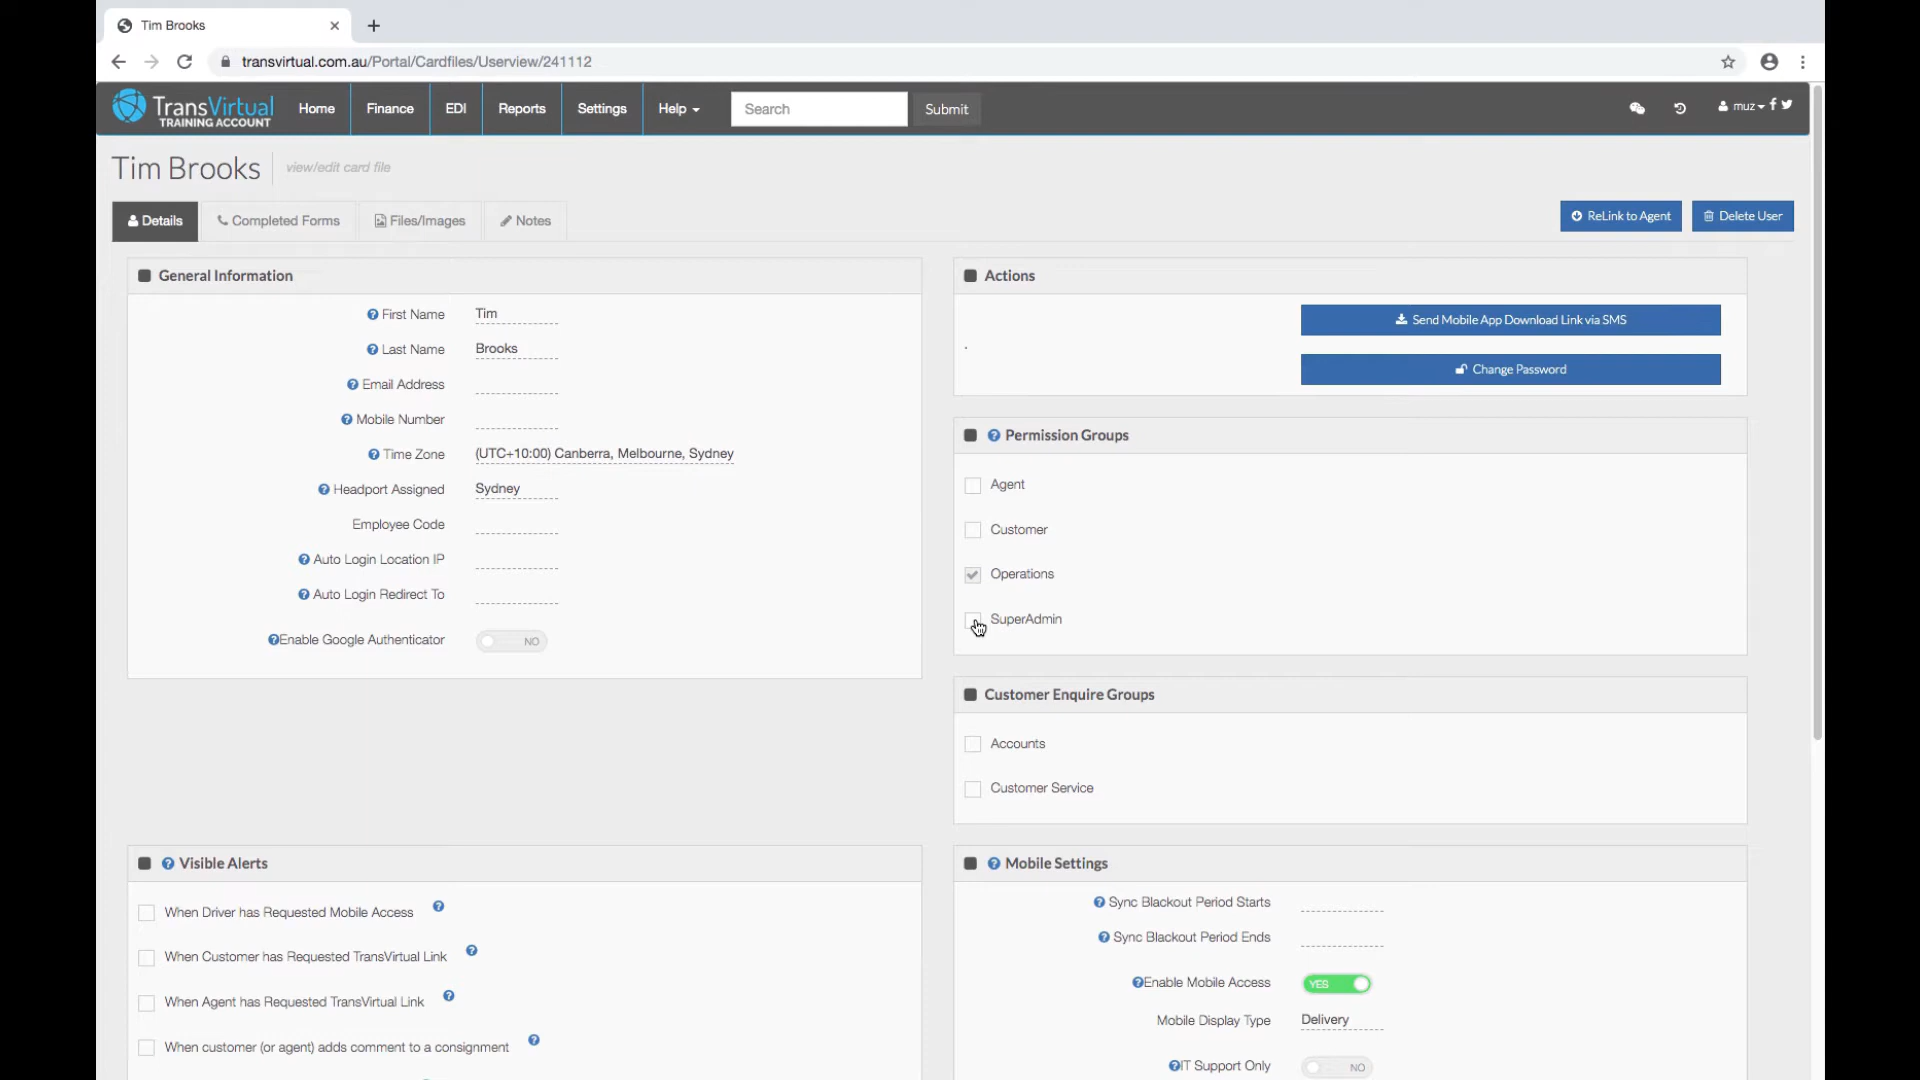 Tim Brooks
transvirtual.com.au/Portal/Cardfiles/Userview/241112
TransVirtual
TRAINING ACCOUNT
Home
Finance
EDI
Reports
Settings
Help
Search
Submit
muz
Tim Brooks
view/edit card file
Details
Completed Forms
Files/Images
Notes
ReLink to Agent
Delete User
General Information
First Name Tim
Last Name Brooks
Email Address
Mobile Number
Time Zone (UTC+10:00) Canberra, Melbourne, Sydney
Headport Assigned Sydney
Employee Code
Auto Login Location IP
Auto Login Redirect To
Enable Google Authenticator NO
Actions
.
Send Mobile App Download Link via SMS
Change Password
Permission Groups
Agent
Customer
Operations
SuperAdmin
Customer Enquire Groups
Accounts
Customer Service
Visible Alerts
When Driver has Requested Mobile Access
When Customer has Requested TransVirtual Link
When Agent has Requested TransVirtual Link
When customer (or agent) adds comment to a consignment
Mobile Settings
Sync Blackout Period Starts
Sync Blackout Period Ends
Enable Mobile Access YES
Mobile Display Type Delivery
IT Support Only NO